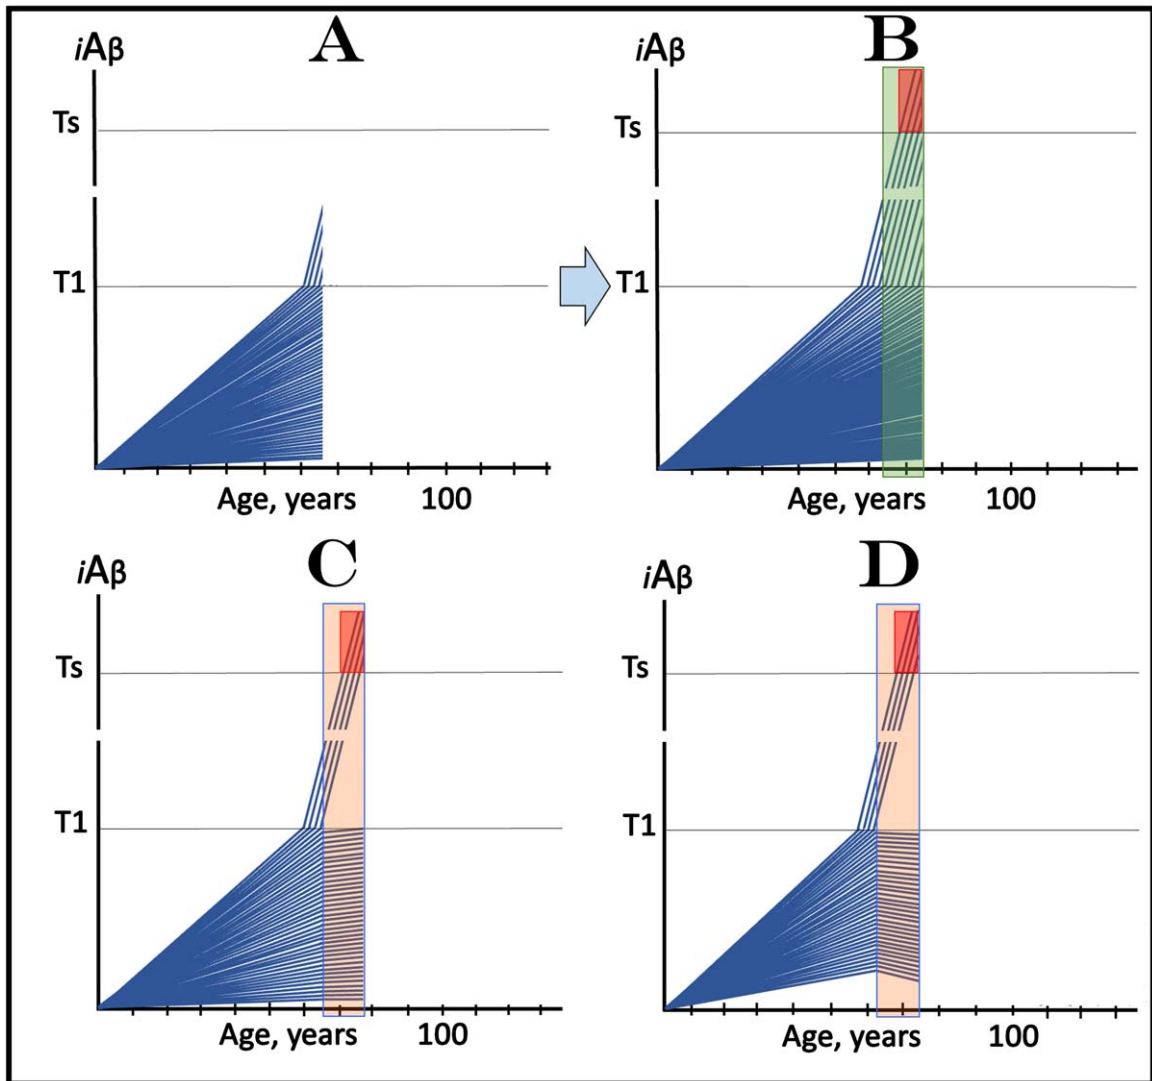 A
iAβ
Ts
T1
Age, years 100
B
iAβ
Ts
T1
Age, years 100
C
iAβ
Ts
T1
Age, years 100
D
iAβ
Ts
T1
Age, years 100